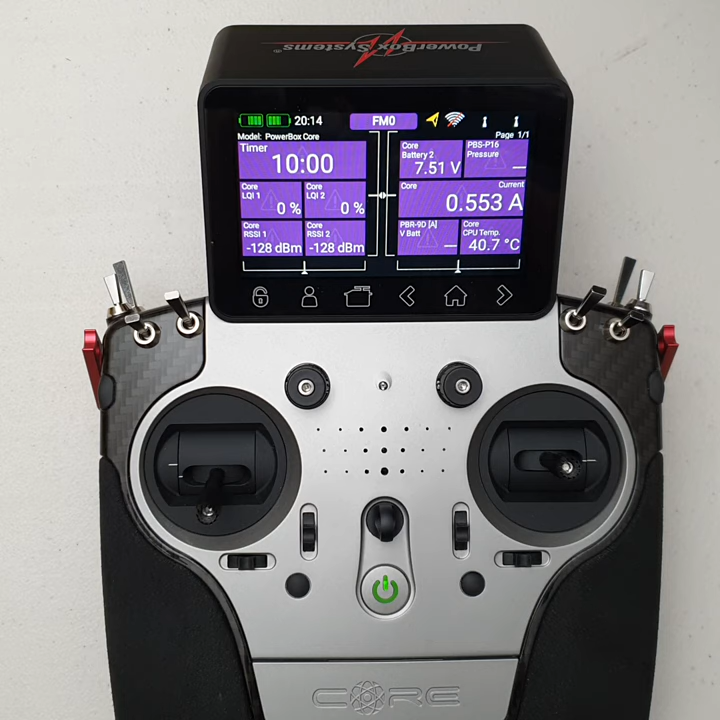 PowerBox Systems®
20:14 FM0
Model: PowerBox Core Page 1/1
Timer
10:00
Core
LQI 1
0 %
Core
LQI 2
0 %
Core
RSSI 1
-128 dBm
Core
RSSI 2
-128 dBm
Core
Battery 2
7.51 V
PBS-P16
Pressure
—
Core Current
0.553 A
PBR-9D [A]
V Batt
—
Core
CPU Temp.
40.7 °C
CORE